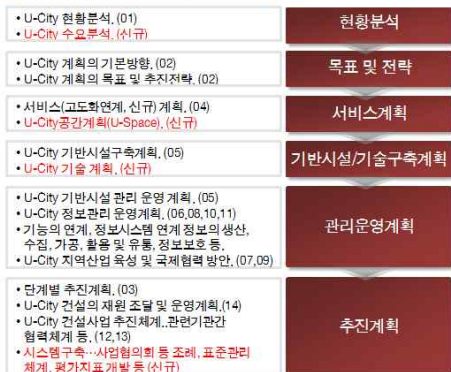 • U-City 현황분석, (01)
• U-City 수요분석, (신규)
현황분석
• U-City 계획의 기본방향, (02)
• U-City 계획의 목표 및 추진전략, (02)
목표 및 전략
• 서비스(고도화연계, 신규) 계획, (04)
• U-City공간계획(U-Space), (신규)
서비스계획
• U-City 기반시설구축계획, (05)
• U-City 기술 계획, (신규)
기반시설/기술구축계획
• U-City 기반시설 관리 운영 계획, (05)
• U-City 정보관리 운영계획, (06,08,10,11)
• 기능의 연계, 정보시스템 연계 정보의 생산,
수집, 가공, 활용 및 유통, 정보보호 등,
• U-City 지역산업 육성 및 국제협력 방안, (07,09)
관리운영계획
• 단계별 추진계획, (03)
• U-City 건설의 재원 조달 및 운영계획,(14)
• U-City 건설사업 추진체계,.관련기관간
협력체계 등, (12,13)
• 시스템구축…사업협의회 등 조례, 표준관리
체계, 평가지표 개발 등 (신규)
추진계획